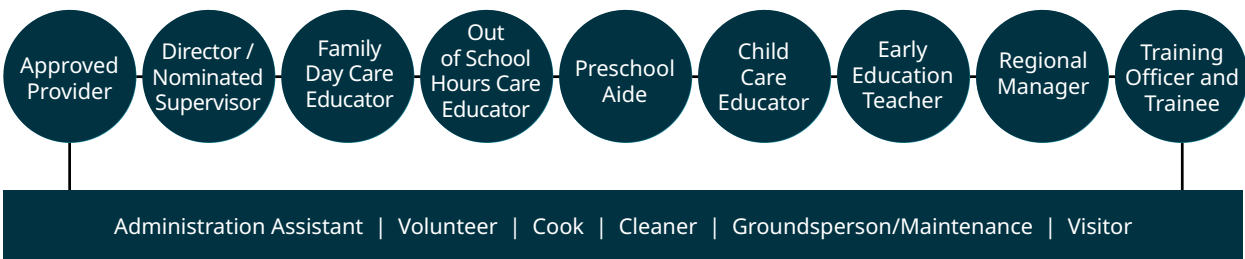 Approved
Provider
Director /
Nominated
Supervisor
Family
Day Care
Educator
Out
of School
Hours Care
Educator
Preschool
Aide
Child
Care
Educator
Early
Education
Teacher
Regional
Manager
Training
Officer and
Trainee
Administration Assistant | Volunteer | Cook | Cleaner | Groundsperson/Maintenance | Visitor